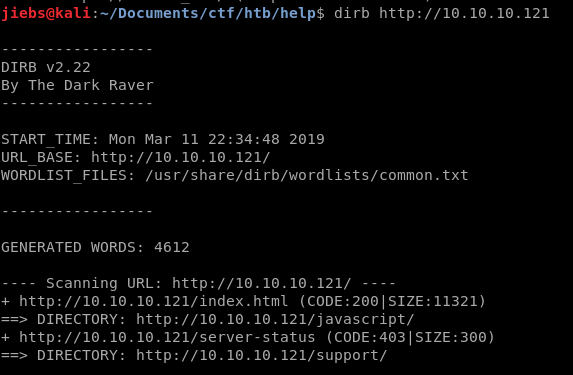 jiebs@kali:~/Documents/ctf/htb/help$ dirb http://10.10.10.121
-----------------
DIRB v2.22
By The Dark Raver
-----------------
START_TIME: Mon Mar 11 22:34:48 2019
URL_BASE: http://10.10.10.121/
WORDLIST_FILES: /usr/share/dirb/wordlists/common.txt
-----------------
GENERATED WORDS: 4612
---- Scanning URL: http://10.10.10.121/ ----
+ http://10.10.10.121/index.html (CODE:200|SIZE:11321)
==> DIRECTORY: http://10.10.10.121/javascript/
+ http://10.10.10.121/server-status (CODE:403|SIZE:300)
==> DIRECTORY: http://10.10.10.121/support/